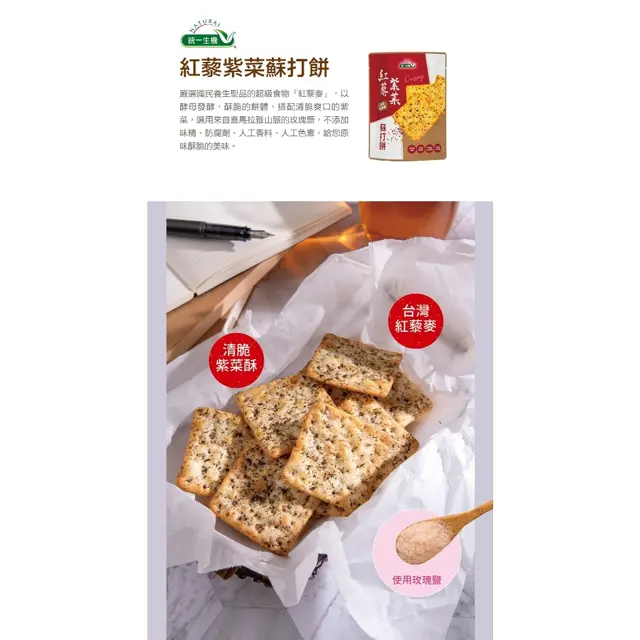 NATURAL
統一生機
紅藜紫菜蘇打餅
嚴選國民養生聖品的超級食物「紅藜麥」，以
酵母發酵，酥脆的餅體，搭配清脆爽口的紫
菜，選用來自喜馬拉雅山脈的玫瑰鹽，不添加
味精、防腐劑、人工香料、人工色素，給您原
味酥脆的美味。
紅藜
紫菜
Crispy
蘇打餅
台灣
紅藜麥
清脆
紫菜酥
使用玫瑰鹽